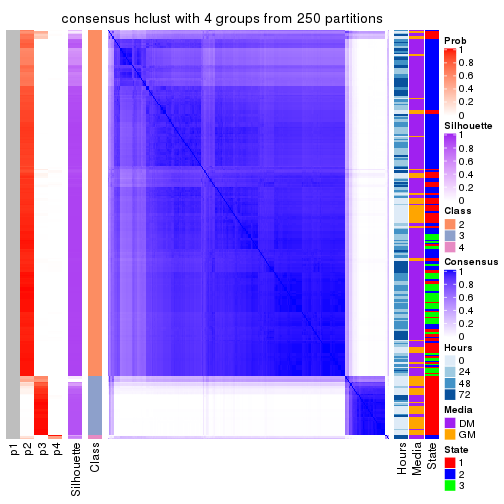 consensus hclust with 4 groups from 250 partitions
Prob
1
0.8
0.6
0.4
0.2
0
Silhouette
1
0.8
0.6
0.4
0.2
0
Class
2
3
4
Consensus
1
0.8
0.6
0.4
0.2
0
Hours
0
24
48
72
Media
DM
GM
State
1
2
3
p1
p2
p3
p4
Silhouette
Class
Hours
Media
State